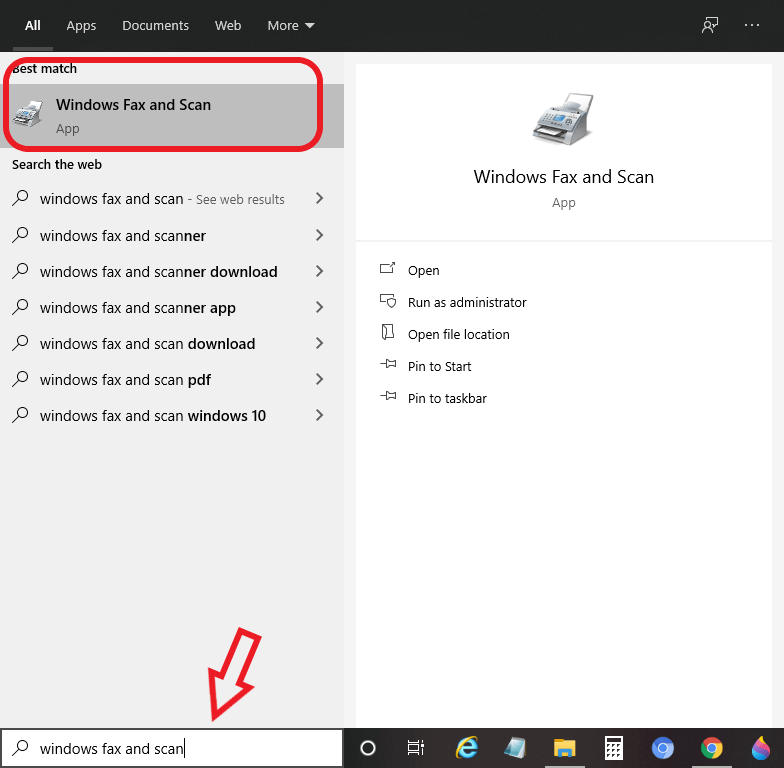 All Apps Documents Web More
Best match
Windows Fax and Scan
App
Search the web
windows fax and scan - See web results
windows fax and scanner
windows fax and scanner download
windows fax and scanner app
windows fax and scan download
windows fax and scan pdf
windows fax and scan windows 10
Windows Fax and Scan
App
Open
Run as administrator
Open file location
Pin to Start
Pin to taskbar
windows fax and scan